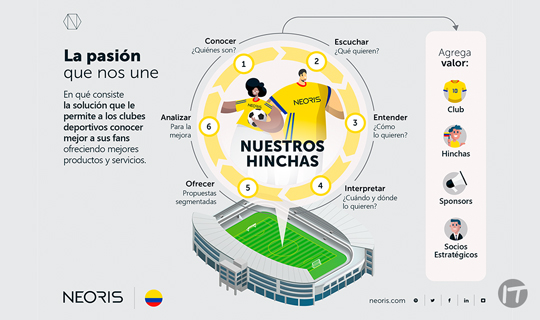 La pasión
que nos une
En qué consiste
la solución que le
permite a los clubes
deportivos conocer
mejor a sus fans
ofreciendo mejores
productos y servicios.
Conocer
¿Quiénes son?
1
Escuchar
¿Qué quieren?
2
Entender
¿Cómo
lo quieren?
3
Interpretar
¿Cuándo y dónde
lo quieren?
4
Ofrecer
Propuestas
segmentadas
5
Analizar
Para la
mejora
6
NEORIS
NEORIS
NUESTROS
HINCHAS
Agrega
valor:
10
Club
Hinchas
Sponsors
Socios
Estratégicos
NEORIS
neoris.com
IT